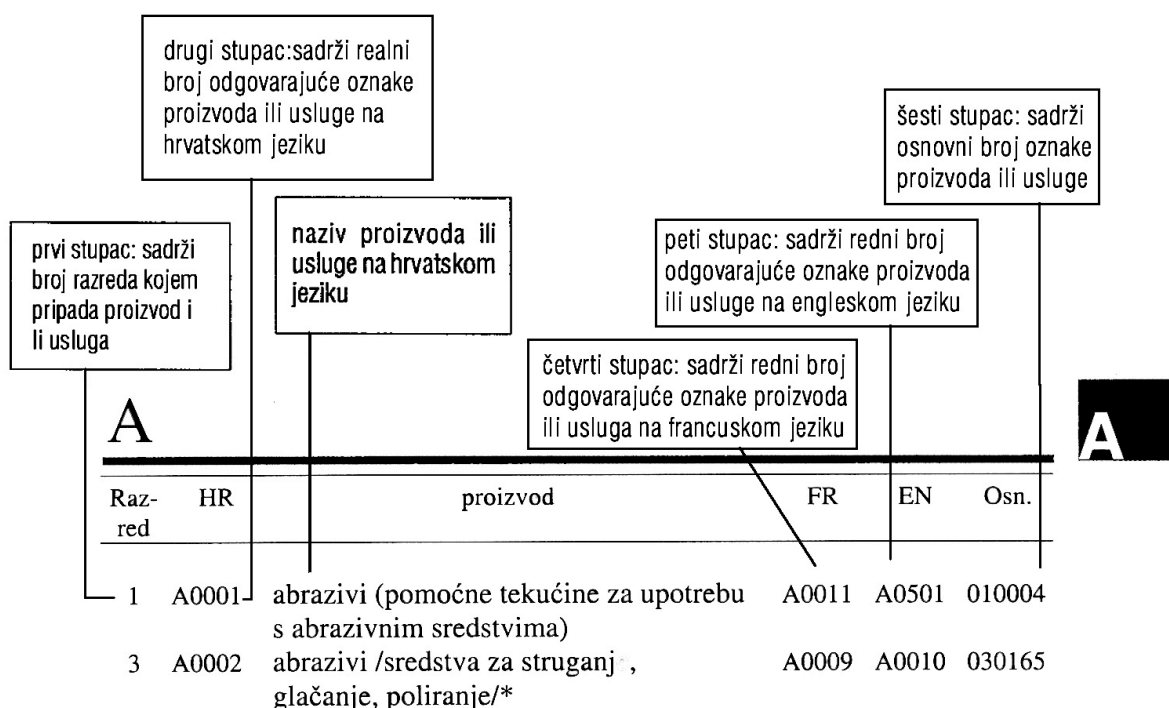 drugi stupac:sadrži realni
broj odgovarajuće oznake
proizvoda ili usluge na
hrvatskom jeziku
šesti stupac: sadrži
osnovni broj oznake
proizvoda ili usluge
prvi stupac: sadrži
broj razreda kojem
pripada proizvod i
li usluga
naziv proizvoda ili
usluge na hrvatskom
jeziku
peti stupac: sadrži redni broj
odgovarajuće oznake proizvoda
ili usluge na engleskom jeziku
četvrti stupac: sadrži redni broj
odgovarajuće oznake proizvoda
ili usluga na francuskom jeziku
A
A
Raz-
red
HR
proizvod
FR
EN
Osn.
1 A0001 abrazivi (pomoćne tekućine za upotrebu A0011 A0501 010004
s abrazivnim sredstvima)
3 A0002 abrazivi /sredstva za struganj , A0009 A0010 030165
glačanje, poliranje/*